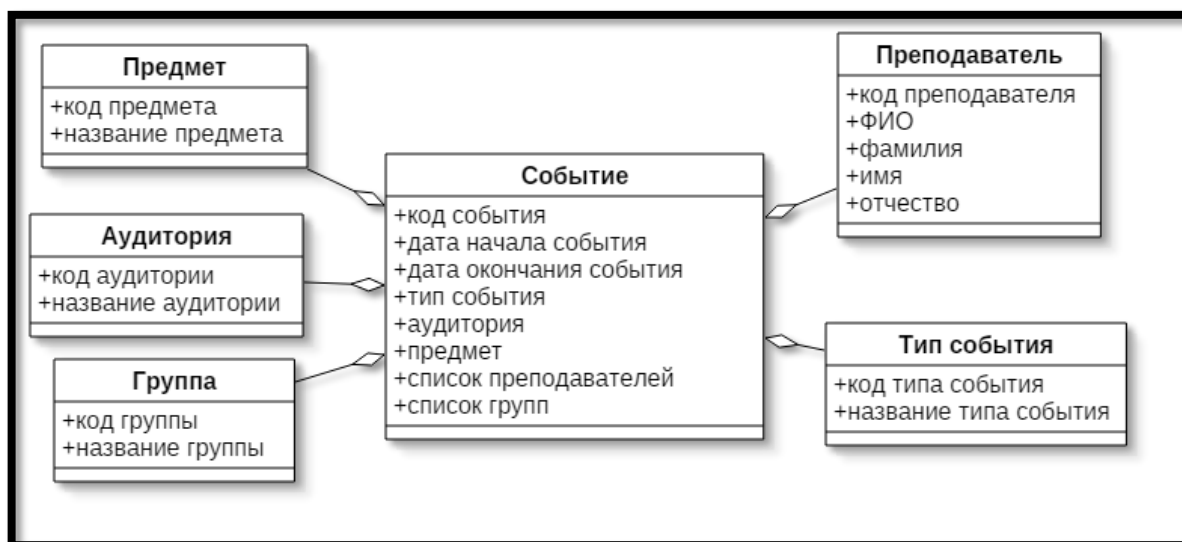 Предмет
+код предмета
+название предмета
Аудитория
+код аудитории
+название аудитории
Группа
+код группы
+название группы
Событие
+код события
+дата начала события
+дата окончания события
+тип события
+аудитория
+предмет
+список преподавателей
+список групп
Преподаватель
+код преподавателя
+ФИО
+фамилия
+имя
+отчество
Тип события
+код типа события
+название типа события